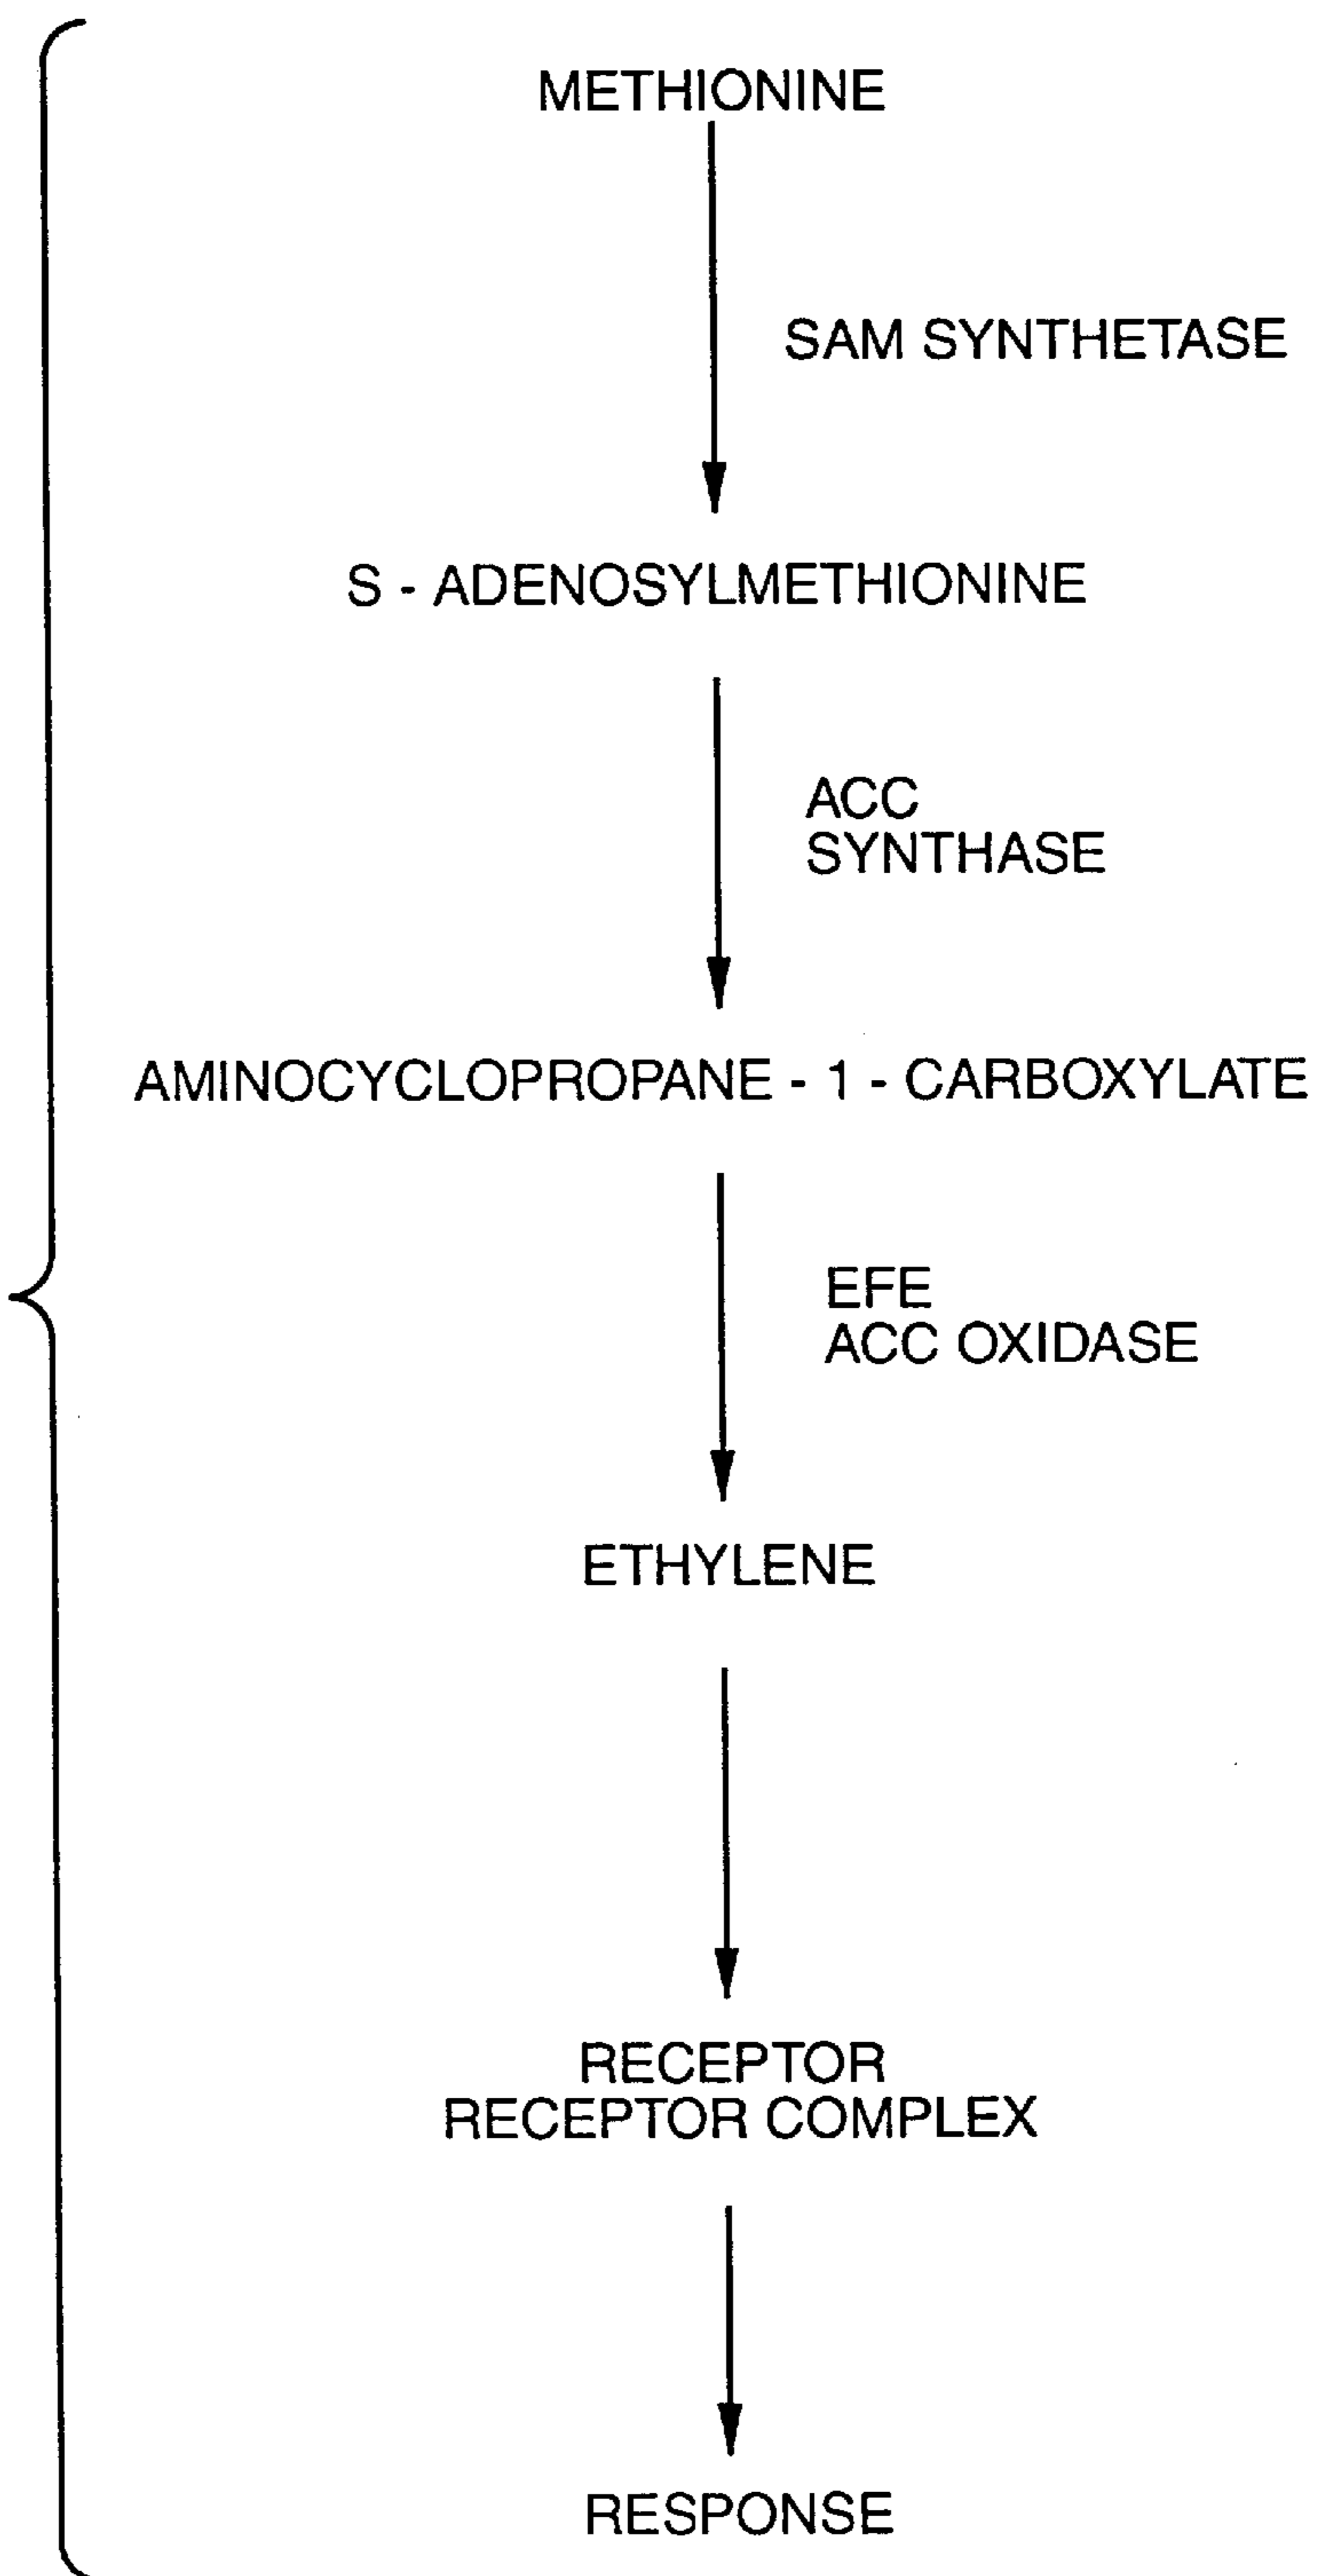 METHIONINE
SAM SYNTHETASE
S - ADENOSYLMETHIONINE
ACC
SYNTHASE
AMINOCYCLOPROPANE - 1 - CARBOXYLATE
EFE
ACC OXIDASE
ETHYLENE
RECEPTOR
RECEPTOR COMPLEX
RESPONSE